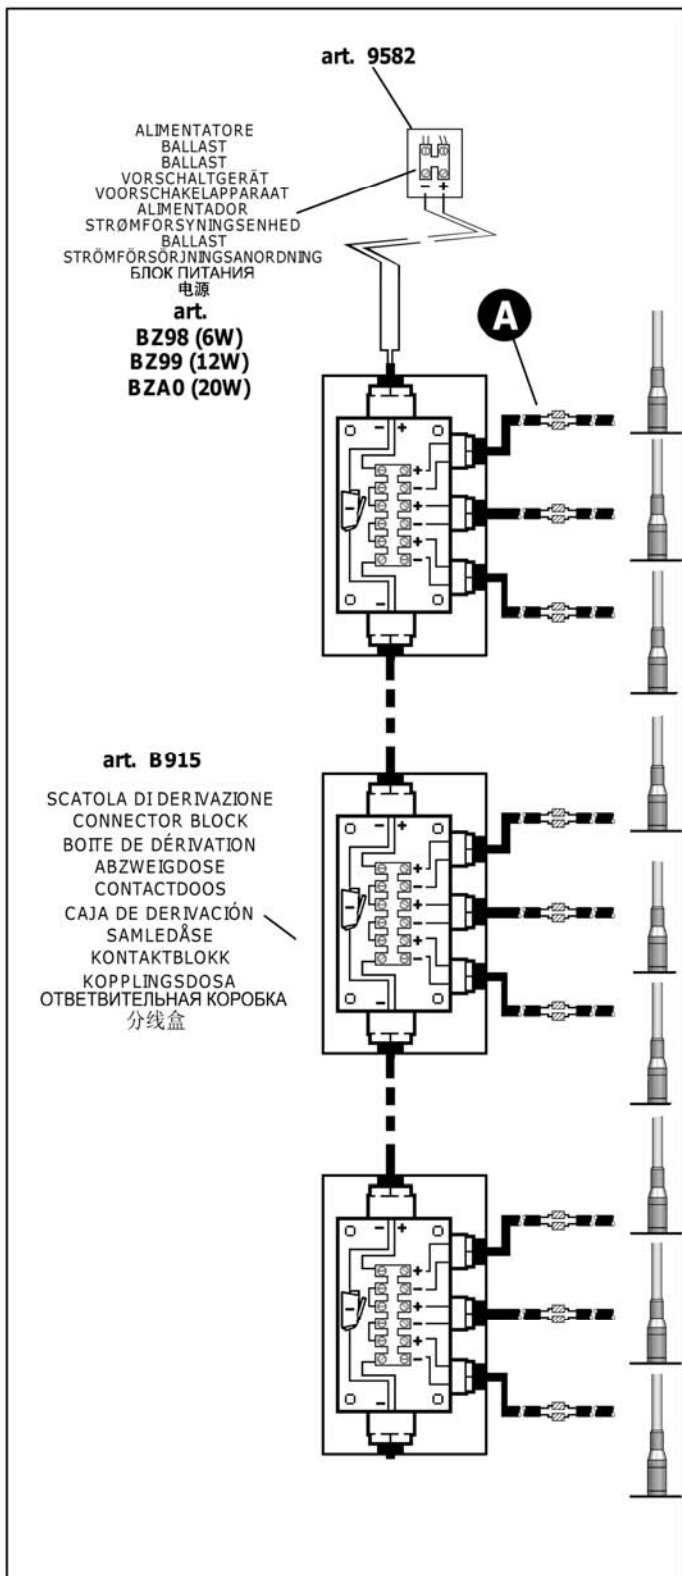 art. 9582
ALIMENTATORE
BALLAST
BALLAST
VORSCHALTGERÄT
VOORSCHAKELAPPARAAT
ALIMENTADOR
STRØMFORSYNINGSENHED
BALLAST
STRÖMFÖRSÖRJNINGSANORDNING
БЛОК ПИТАНИЯ
电源
art.
BZ98 (6W)
BZ99 (12W)
BZA0 (20W)
- +
A
- +
+
-
+
-
+
-
-
-
art. B915
SCATOLA DI DERIVAZIONE
CONNECTOR BLOCK
BOITE DE DÉRIVATION
ABZWEIGDOSE
CONTACTDOOS
CAJA DE DERIVACIÓN
SAMLEDÅSE
KONTAKTBLOKK
KOPPLINGSDOSA
ОТВЕТВИТЕЛЬНАЯ КОРОБКА
分线盒
- +
+
-
+
-
+
-
-
-
- +
+
-
+
-
+
-
-
-